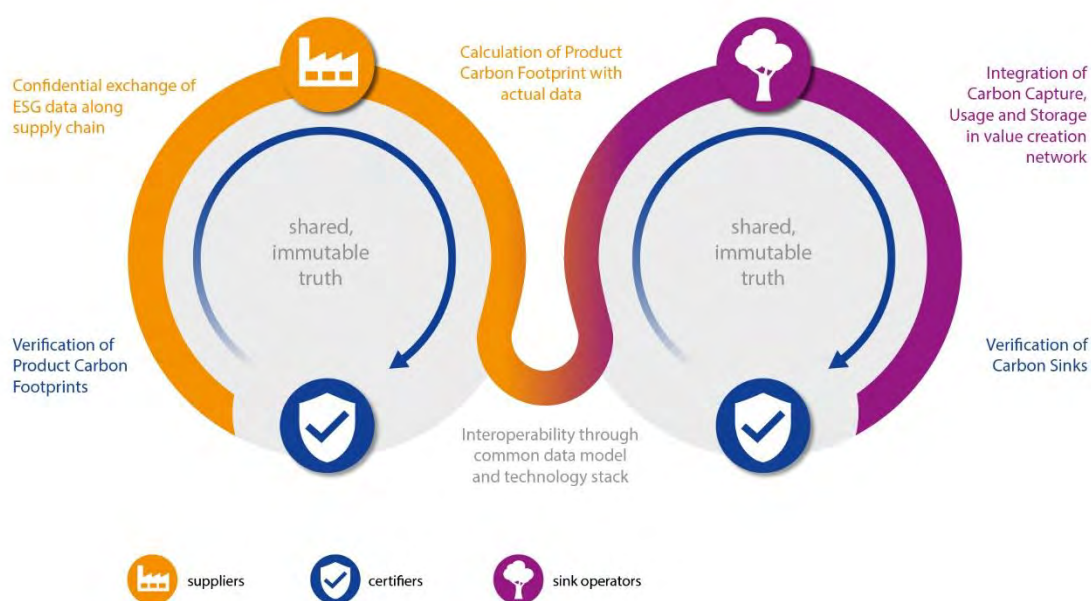 Confidential exchange of
ESG data along
supply chain
Calculation of Product
Carbon Footprint with
actual data
Integration of
Carbon Capture,
Usage and Storage
in value creation
network
shared,
immutable
truth
shared,
immutable
truth
Verification of
Product Carbon
Footprints
Verification of
Carbon Sinks
Interoperability through
common data model
and technology stack
suppliers
certifiers
sink operators